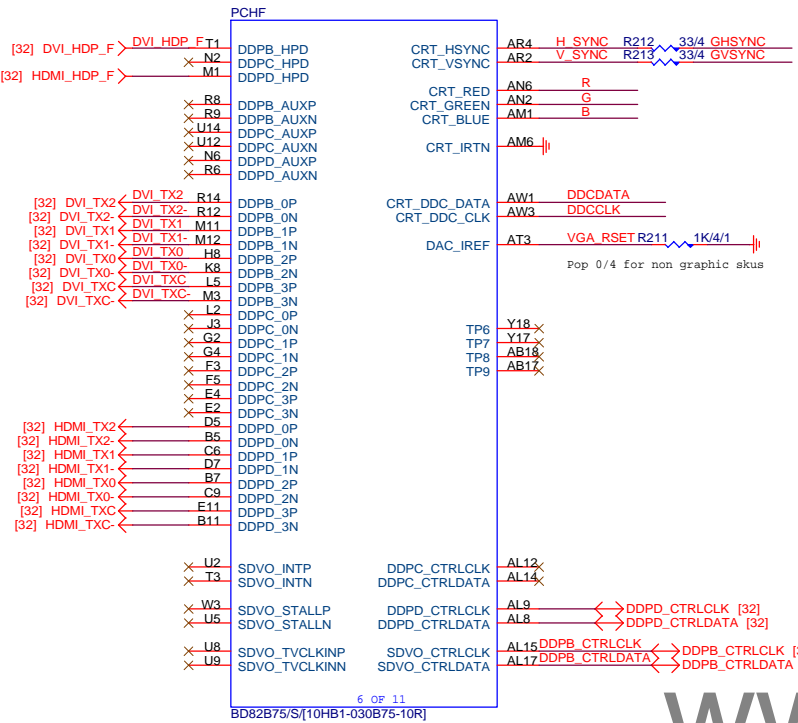 PCHF
[32] DVI_HDP_F DVI_HDP_F T1 DDPB_HPD CRT_HSYNC AR4 H_SYNC R212 33/4 GHSYNC
N2 DDPC_HPD CRT_VSYNC AR2 V_SYNC R213 33/4 GVSYNC
[32] HDMI_HDP_F M1 DDPD_HPD
CRT_RED AN6 R
R8 DDPB_AUXP CRT_GREEN AN2 G
R9 DDPB_AUXN CRT_BLUE AM1 B
U14 DDPC_AUXP
U12 DDPC_AUXN CRT_IRTN AM6
N6 DDPD_AUXP
R6 DDPD_AUXN
[32] DVI_TX2 DVI_TX2 R14 DDPB_0P CRT_DDC_DATA AW1 DDCDATA
[32] DVI_TX2- DVI_TX2- R12 DDPB_0N CRT_DDC_CLK AW3 DDCCLK
[32] DVI_TX1 DVI_TX1 M11 DDPB_1P
[32] DVI_TX1- DVI_TX1- M12 DDPB_1N DAC_IREF AT3 VGA_RSET R211 1K/4/1
[32] DVI_TX0 DVI_TX0 H8 DDPB_2P
Pop 0/4 for non graphic skus
[32] DVI_TX0- DVI_TX0- K8 DDPB_2N
[32] DVI_TXC DVI_TXC L5 DDPB_3P
[32] DVI_TXC- DVI_TXC- M3 DDPB_3N
L2 DDPC_0P
J3 DDPC_0N TP6 Y18
G2 DDPC_1P TP7 Y17
G4 DDPC_1N TP8 AB18
F3 DDPC_2P TP9 AB17
F5 DDPC_2N
E4 DDPC_3P
E2 DDPC_3N
[32] HDMI_TX2 D5 DDPD_0P
[32] HDMI_TX2- B5 DDPD_0N
[32] HDMI_TX1 C6 DDPD_1P
[32] HDMI_TX1- D7 DDPD_1N
[32] HDMI_TX0 B7 DDPD_2P
[32] HDMI_TX0- C9 DDPD_2N
[32] HDMI_TXC E11 DDPD_3P
[32] HDMI_TXC- B11 DDPD_3N
U2 SDVO_INTP DDPC_CTRLCLK AL12
T3 SDVO_INTN DDPC_CTRLDATA AL14
W3 SDVO_STALLP DDPD_CTRLCLK AL9 DDPD_CTRLCLK [32]
U5 SDVO_STALLN DDPD_CTRLDATA AL8 DDPD_CTRLDATA [32]
U8 SDVO_TVCLKINP SDVO_CTRLCLK AL15 DDPB_CTRLCLK DDPB_CTRLCLK
U9 SDVO_TVCLKINN SDVO_CTRLDATA AL17 DDPB_CTRLDATA DDPB_CTRLDATA
6 OF 11
BD82B75/S/[10HB1-030B75-10R]